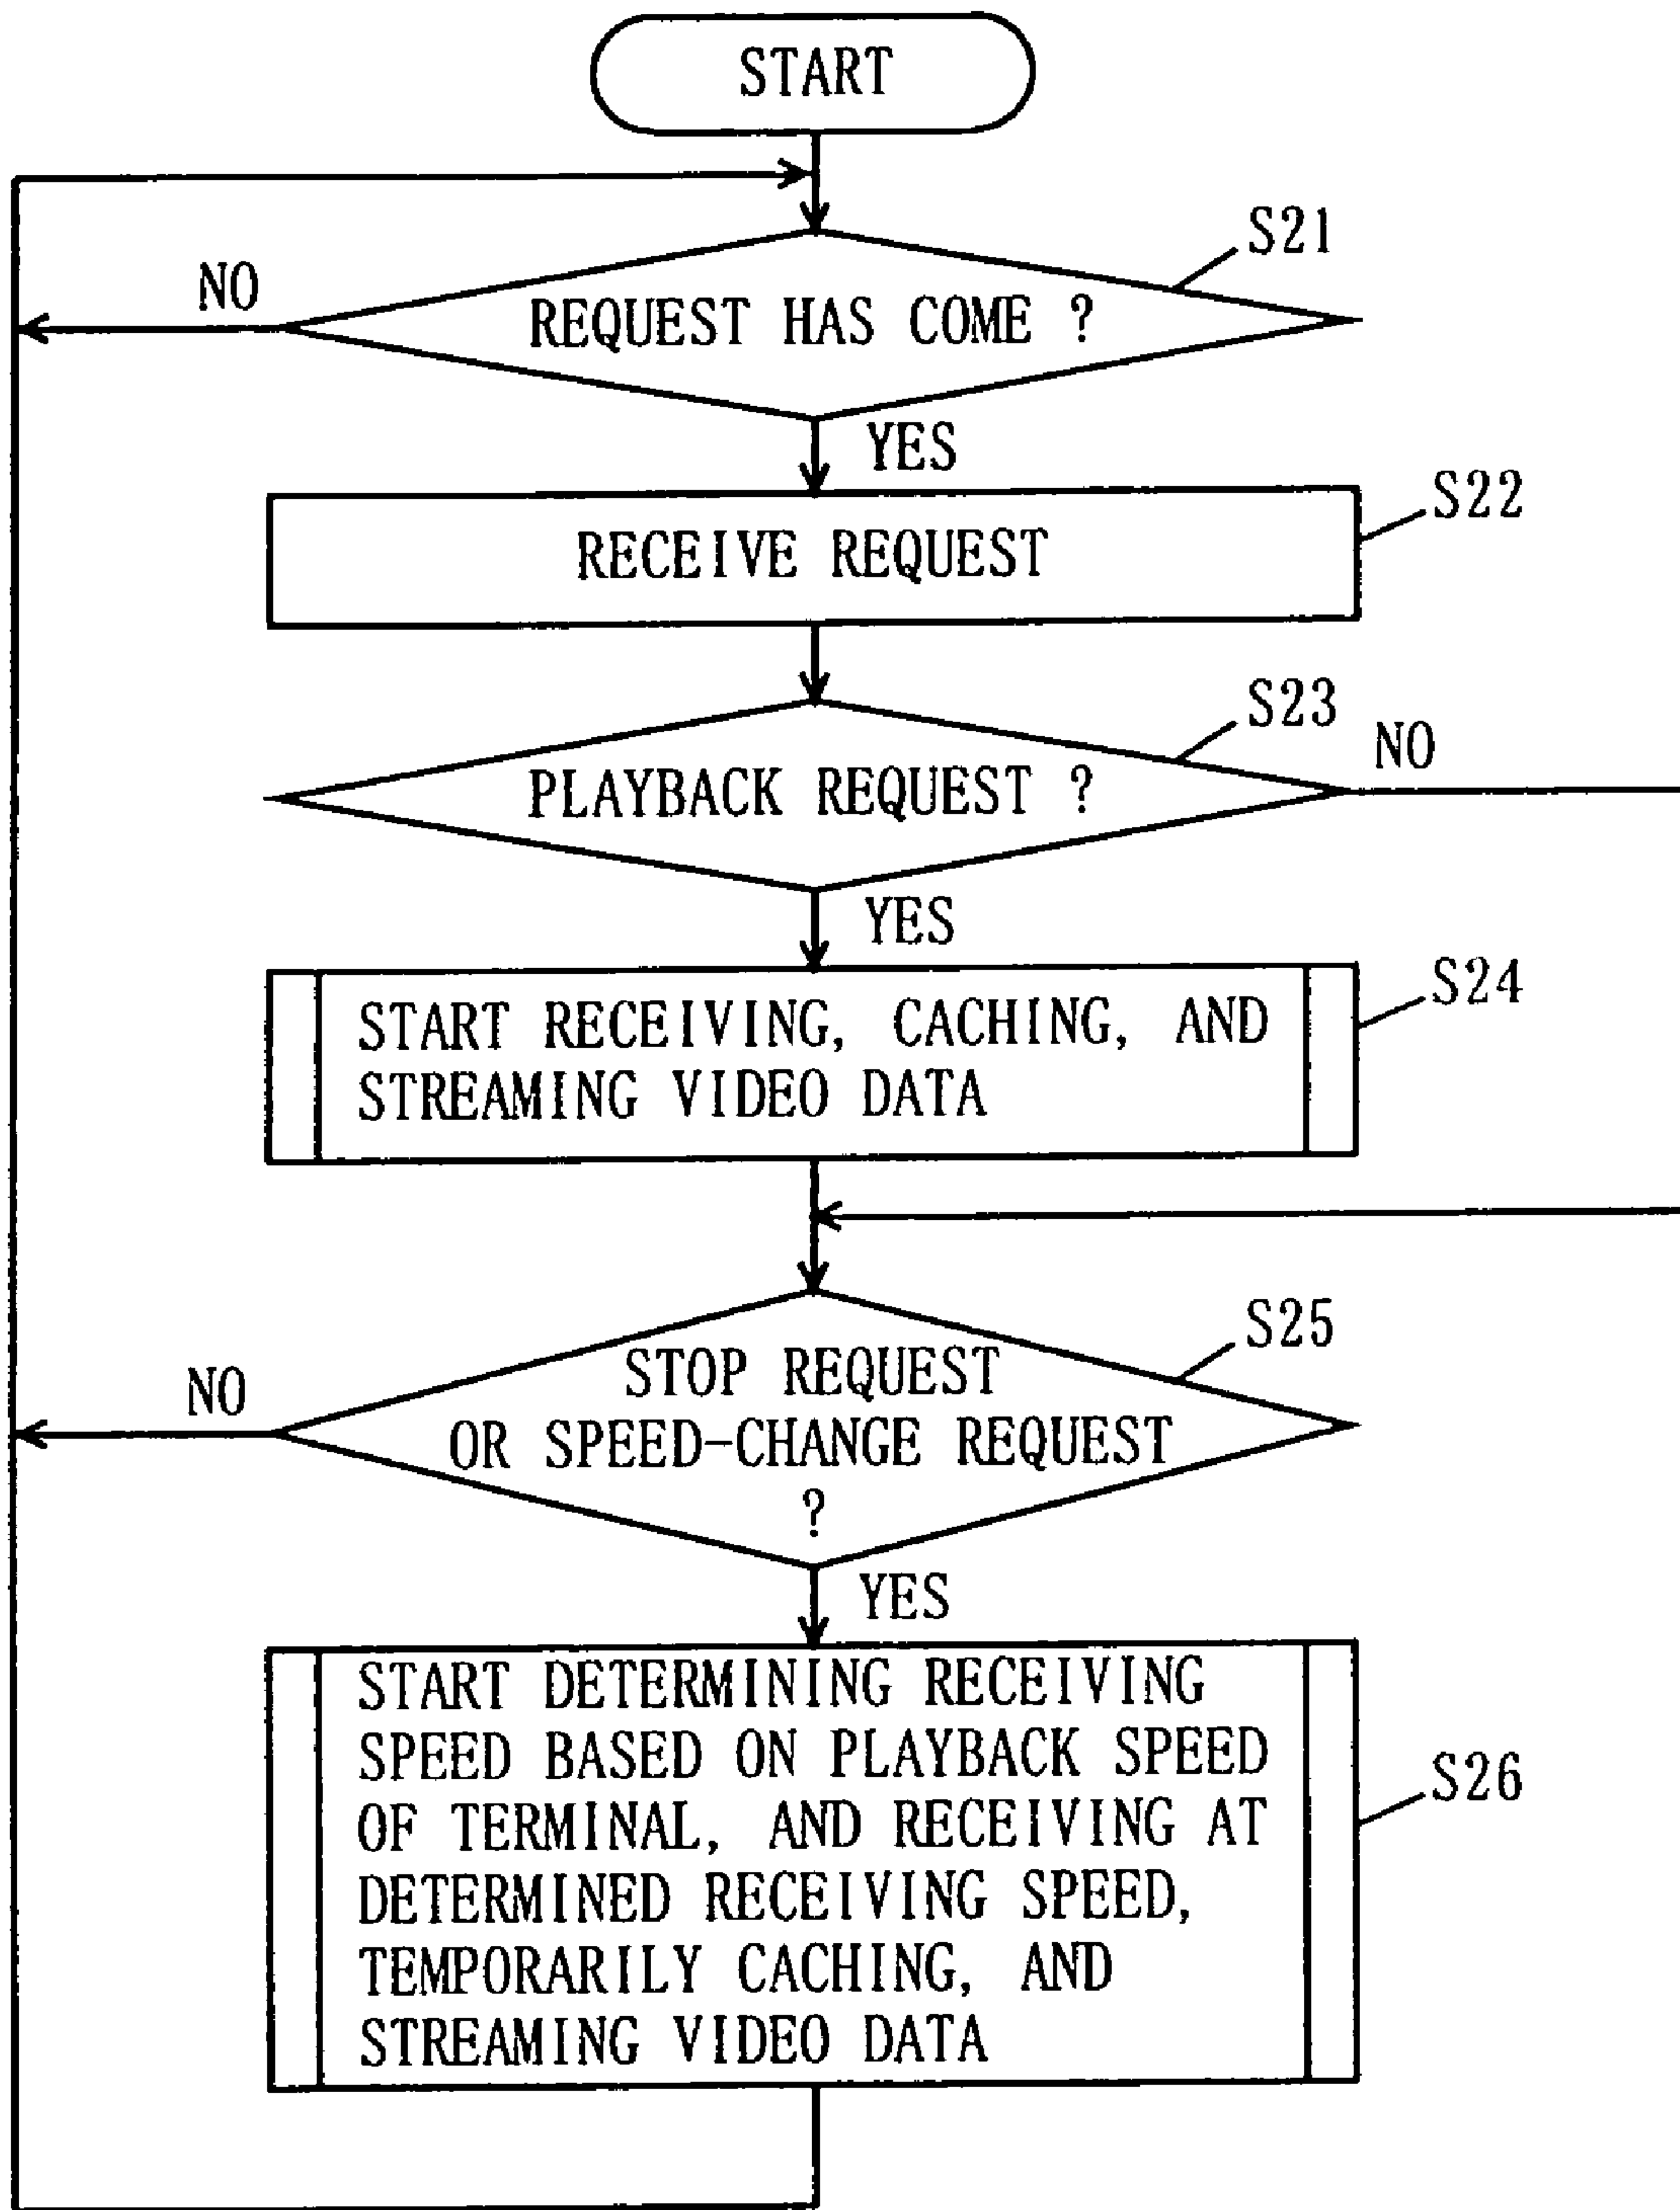 START
S21
NO
REQUEST HAS COME ?
YES
S22
RECEIVE REQUEST
S23
NO
PLAYBACK REQUEST ?
YES
S24
START RECEIVING, CACHING, AND
STREAMING VIDEO DATA
S25
STOP REQUEST
NO
OR SPEED-CHANGE REQUEST
?
YES
START DETERMINING RECEIVING
SPEED BASED ON PLAYBACK SPEED
S26
OF TERMINAL, AND RECEIVING AT
DETERMINED RECEIVING SPEED,
TEMPORARILY CACHING, AND
STREAMING VIDEO DATA